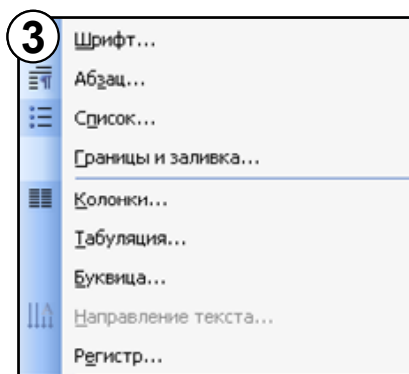 3
Шрифт...
Абзац...
Список...
Границы и заливка...
Колонки...
Табуляция...
Буквица...
Направление текста...
Регистр...